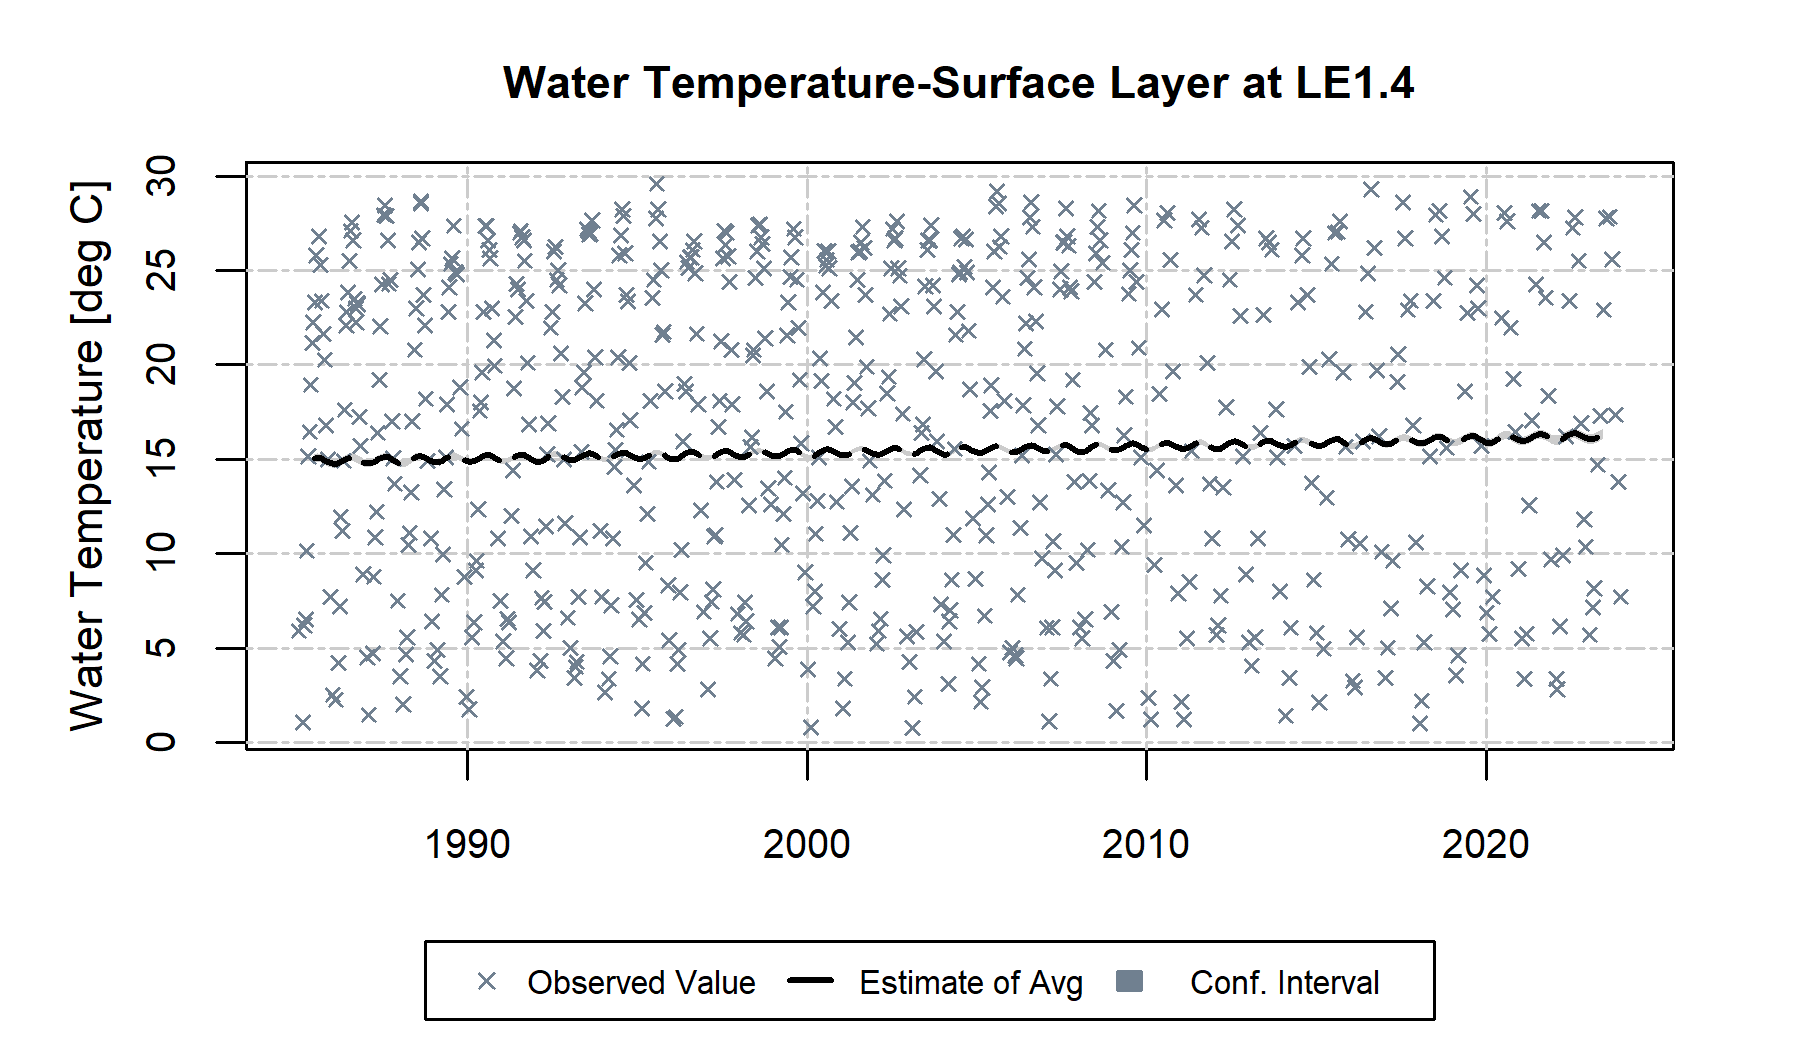 Water Temperature-Surface Layer at LE1.4
Water Temperature [deg C]
30
25
20
15
10
5
0
1990 2000 2010 2020
Observed Value Estimate of Avg Conf. Interval